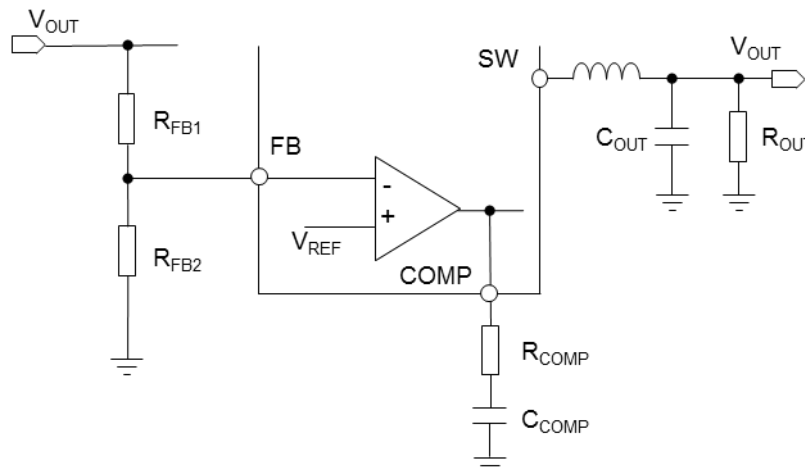 VOUT
SW
VOUT
RFB1
COUT
ROUT
FB
-
+
VREF
RFB2
COMP
RCOMP
CCOMP